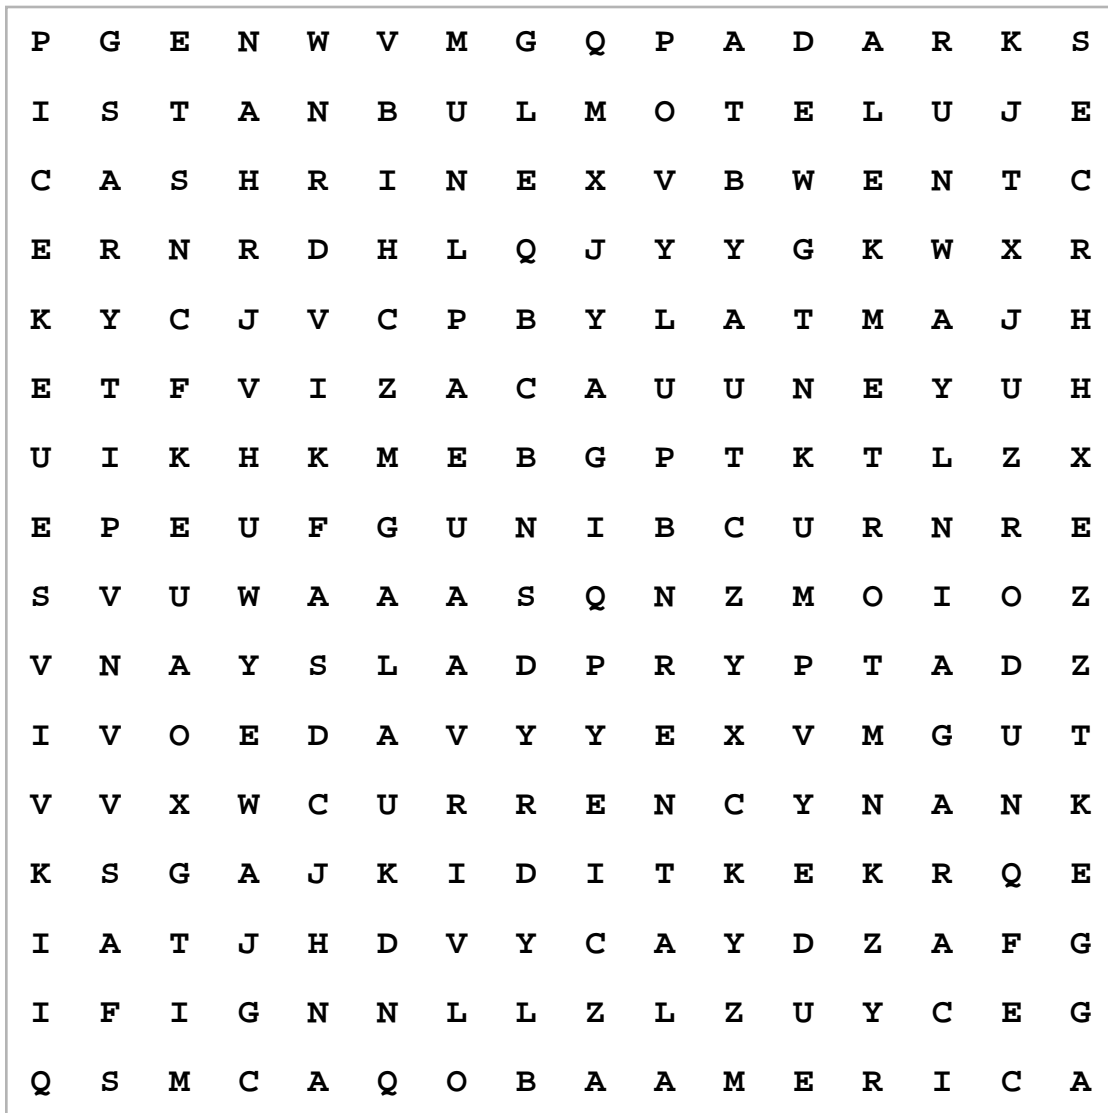 P G E N W V M G Q P A D A R K S
I S T A N B U L M O T E L U J E
C A S H R I N E X V B W E N T C
E R N R D H L Q J Y Y G K W X R
K Y C J V C P B Y L A T M A J H
E T F V I Z A C A U U N E Y U H
U I K H K M E B G P T K T L Z X
E P E U F G U N I B C U R N R E
S V U W A A A S Q N Z M O I O Z
V N A Y S L A D P R Y P T A D Z
I V O E D A V Y Y E X V M G U T
V V X W C U R R E N C Y N A N K
K S G A J K I D I T K E K R Q E
I A T J H D V Y C A Y D Z A F G
I F I G N N L L Z L Z U Y C E G
Q S M C A Q O B A A M E R I C A